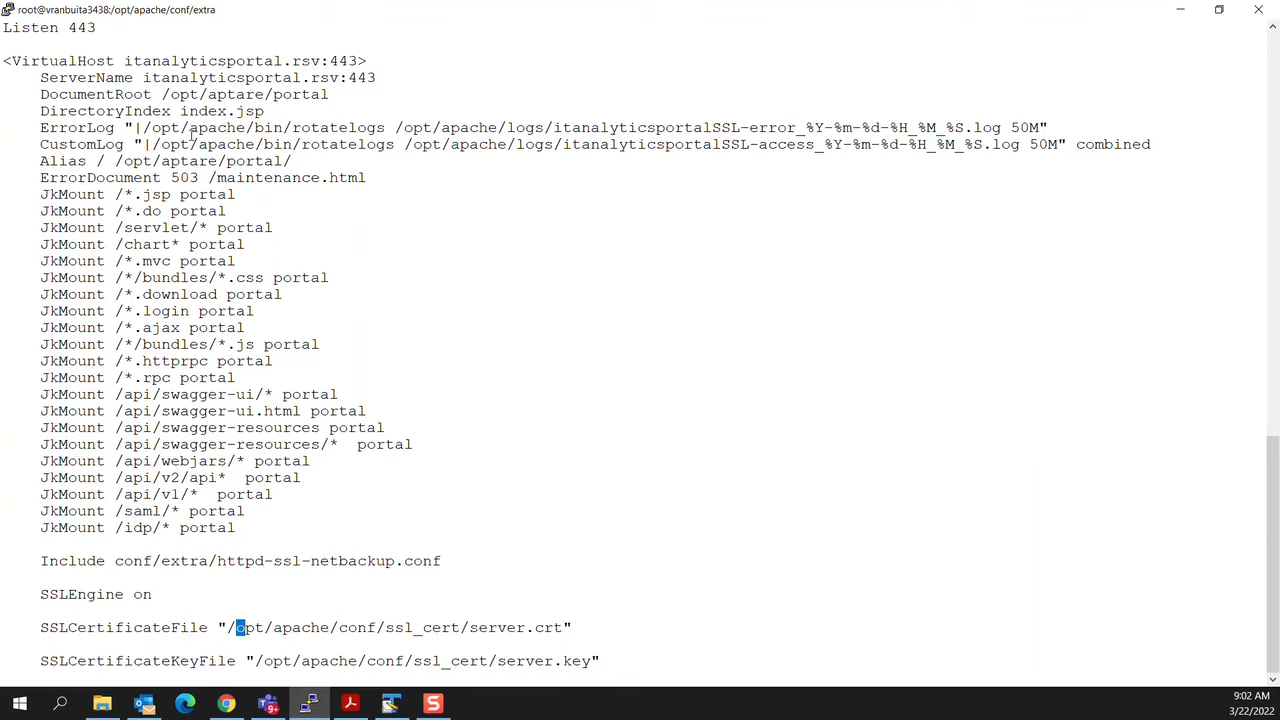 root@vranbuita3438:/opt/apache/conf/extra
Listen 443
<VirtualHost itanalyticsportal.rsv:443>
ServerName itanalyticsportal.rsv:443
DocumentRoot /opt/aptare/portal
DirectoryIndex index.jsp
ErrorLog "|/opt/apache/bin/rotatelogs /opt/apache/logs/itanalyticsportalSSL-error_%Y-%m-%d-%H_%M_%S.log 50M"
CustomLog "|/opt/apache/bin/rotatelogs /opt/apache/logs/itanalyticsportalSSL-access_%Y-%m-%d-%H_%M_%S.log 50M" combined
Alias / /opt/aptare/portal/
ErrorDocument 503 /maintenance.html
JkMount /*.jsp portal
JkMount /*.do portal
JkMount /servlet/* portal
JkMount /chart* portal
JkMount /*.mvc portal
JkMount /*/bundles/*.css portal
JkMount /*.download portal
JkMount /*.login portal
JkMount /*.ajax portal
JkMount /*/bundles/*.js portal
JkMount /*.httprpc portal
JkMount /*.rpc portal
JkMount /api/swagger-ui/* portal
JkMount /api/swagger-ui.html portal
JkMount /api/swagger-resources portal
JkMount /api/swagger-resources/*  portal
JkMount /api/webjars/* portal
JkMount /api/v2/api*  portal
JkMount /api/v1/*  portal
JkMount /saml/* portal
JkMount /idp/* portal
Include conf/extra/httpd-ssl-netbackup.conf
SSLEngine on
SSLCertificateFile "/opt/apache/conf/ssl_cert/server.crt"
SSLCertificateKeyFile "/opt/apache/conf/ssl_cert/server.key"
9:02 AM
3/22/2022